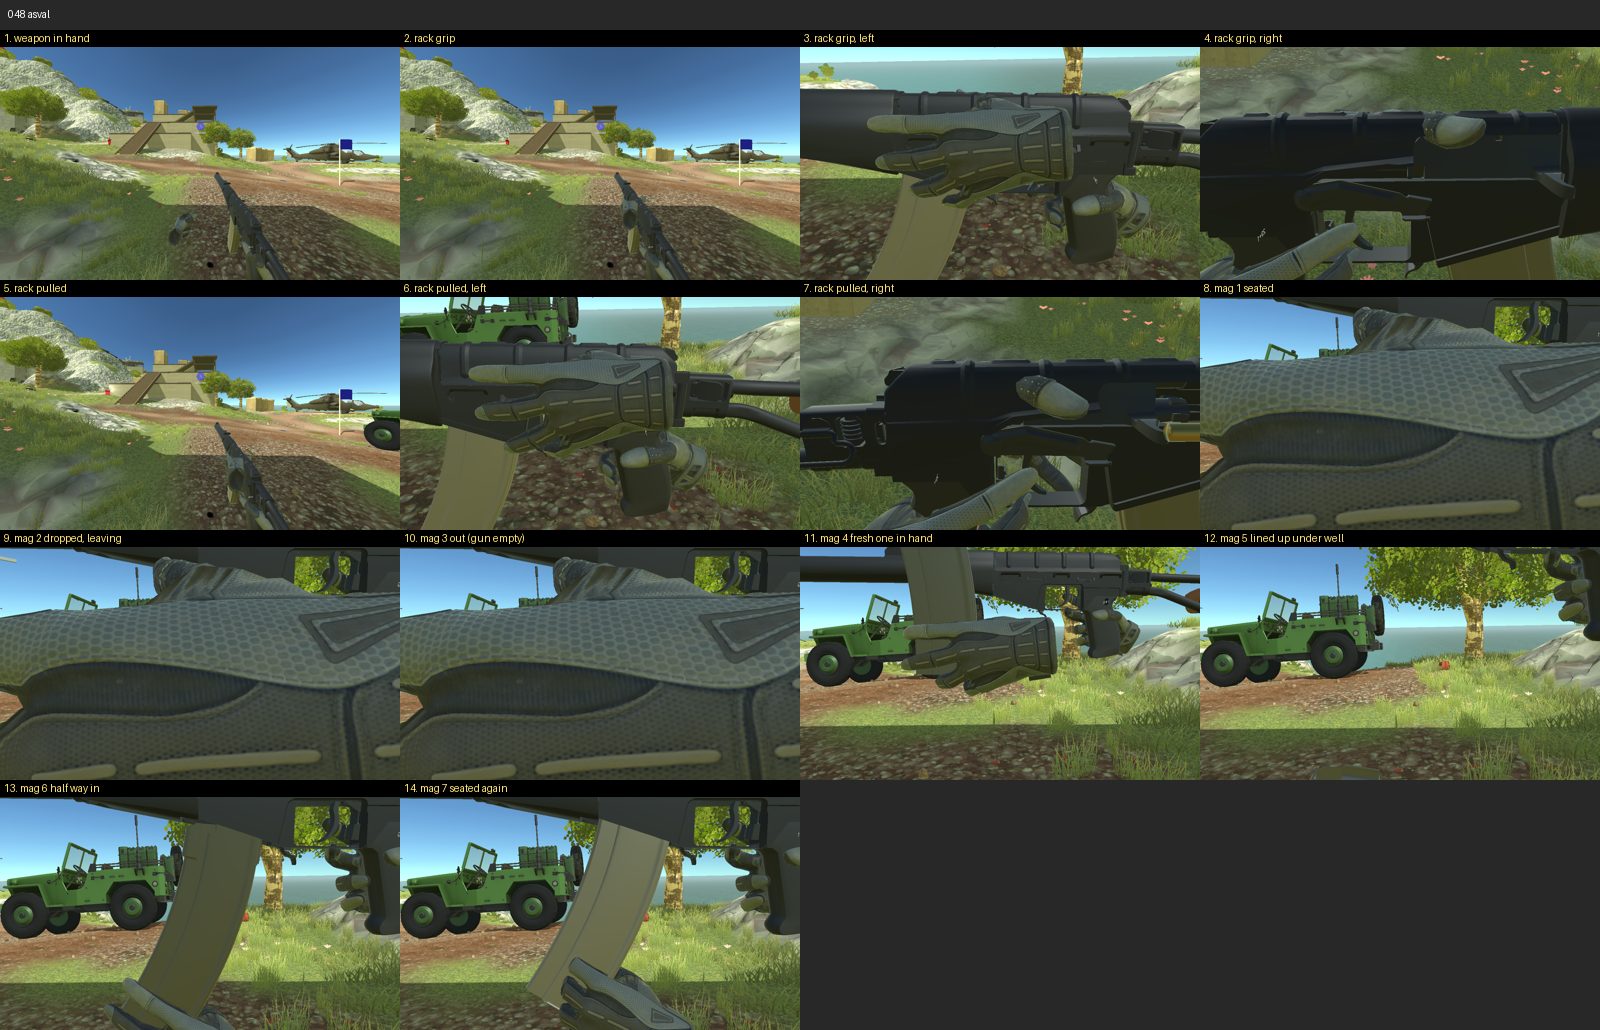 048 asval
1. weapon in hand
2. rack grip
3. rack grip, left
4. rack grip, right
5. rack pulled
6. rack pulled, left
7. rack pulled, right
8. mag 1 seated
9. mag 2 dropped, leaving
10. mag 3 out (gun empty)
11. mag 4 fresh one in hand
12. mag 5 lined up under well
13. mag 6 half way in
14. mag 7 seated again